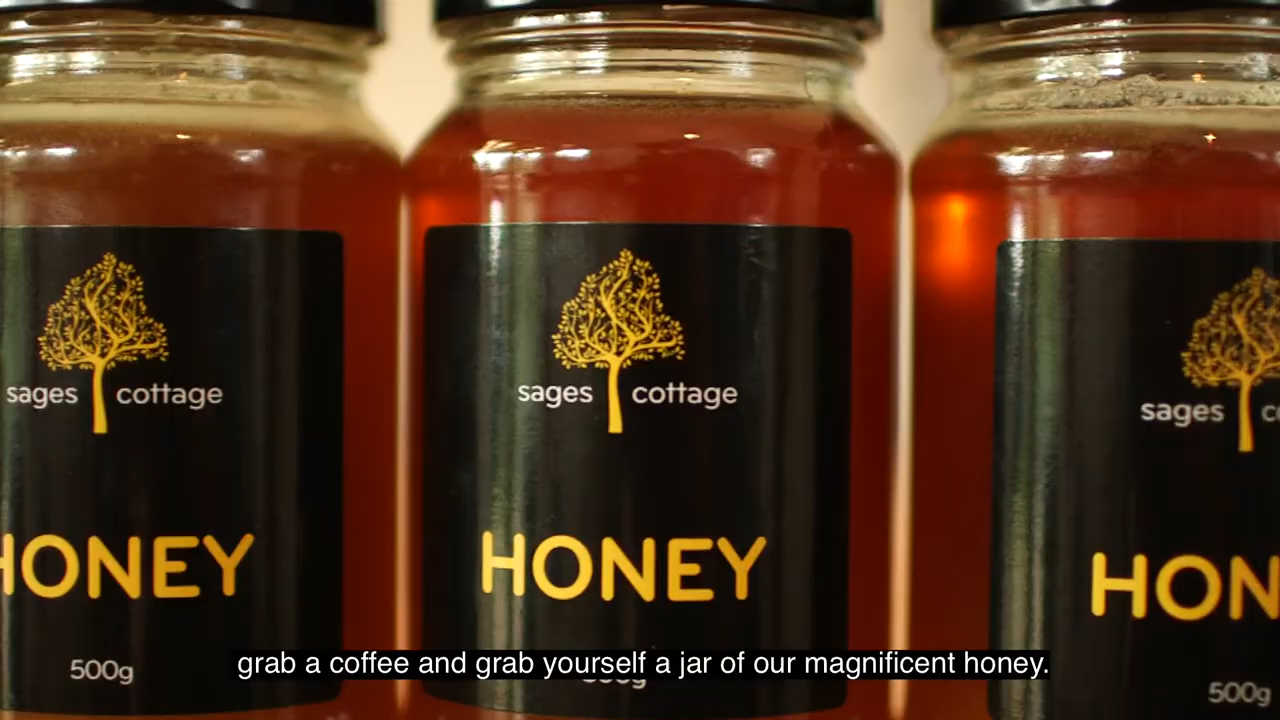 sages cottage
HONEY
500g
sages cottage
HONEY
500g
sages
HON
500g
grab a coffee and grab yourself a jar of our magnificent honey.